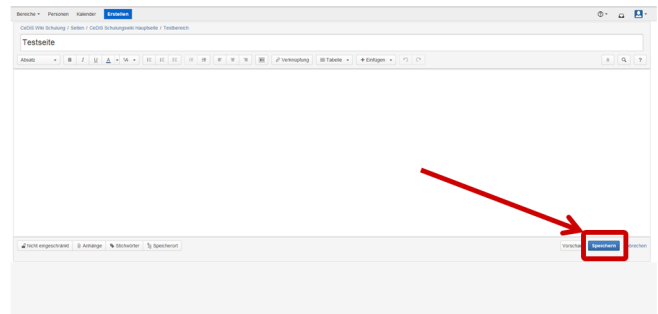 Bereiche Personen Kalender Erstellen
CeDiS Wiki Schulung / Seiten / CeDiS Schulungswiki Hauptseite / Testbereich
Testseite
Absatz B I U A Verknüpfung Tabelle + Einfügen ?
Nicht eingeschränkt Anhänge Stichwörter Speicherort Vorschau Speichern